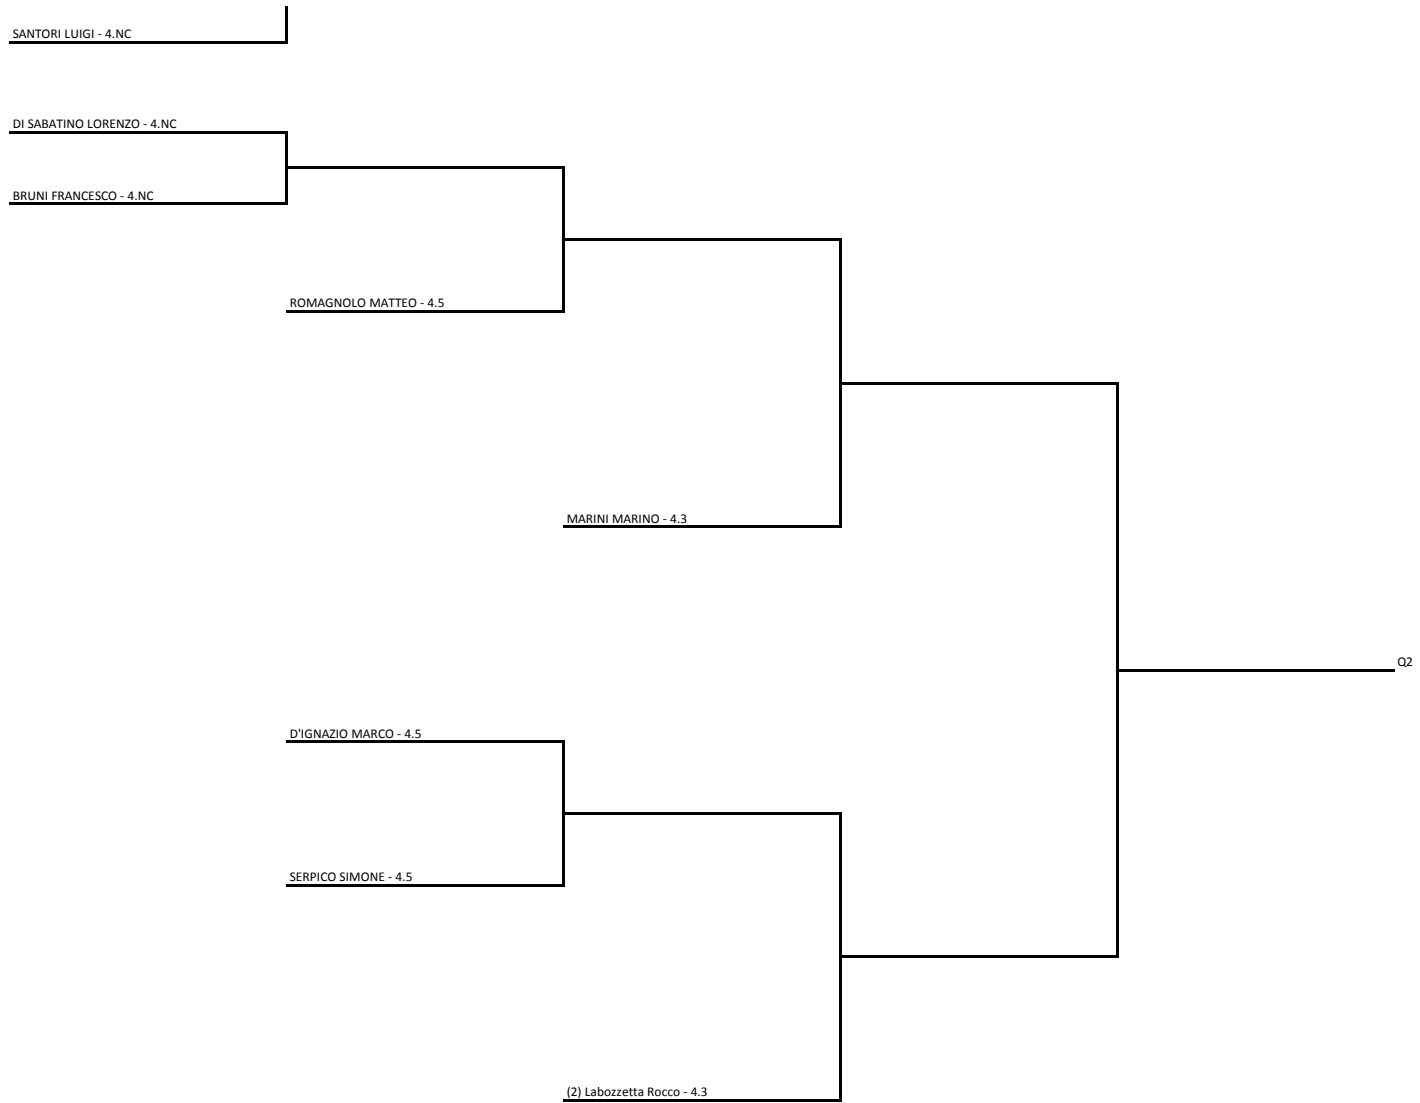 SANTORI LUIGI - 4.NC
DI SABATINO LORENZO - 4.NC
BRUNI FRANCESCO - 4.NC
ROMAGNOLO MATTEO - 4.5
MARINI MARINO - 4.3
Q2
D'IGNAZIO MARCO - 4.5
SERPICO SIMONE - 4.5
(2) Labozzetta Rocco - 4.3